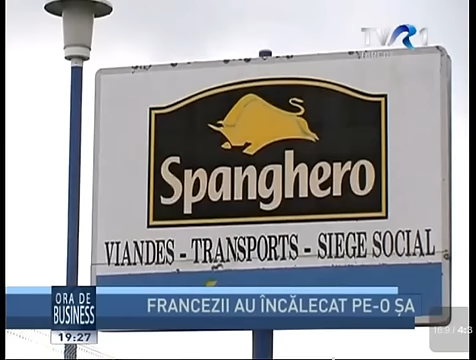 TVR1
Spanghero
VIANDES - TRANSPORTS - SIEGE SOCIAL
ORA DE
BUSINESS
FRANCEZII AU ÎNCĂLECAT PE-O ȘA
19:27